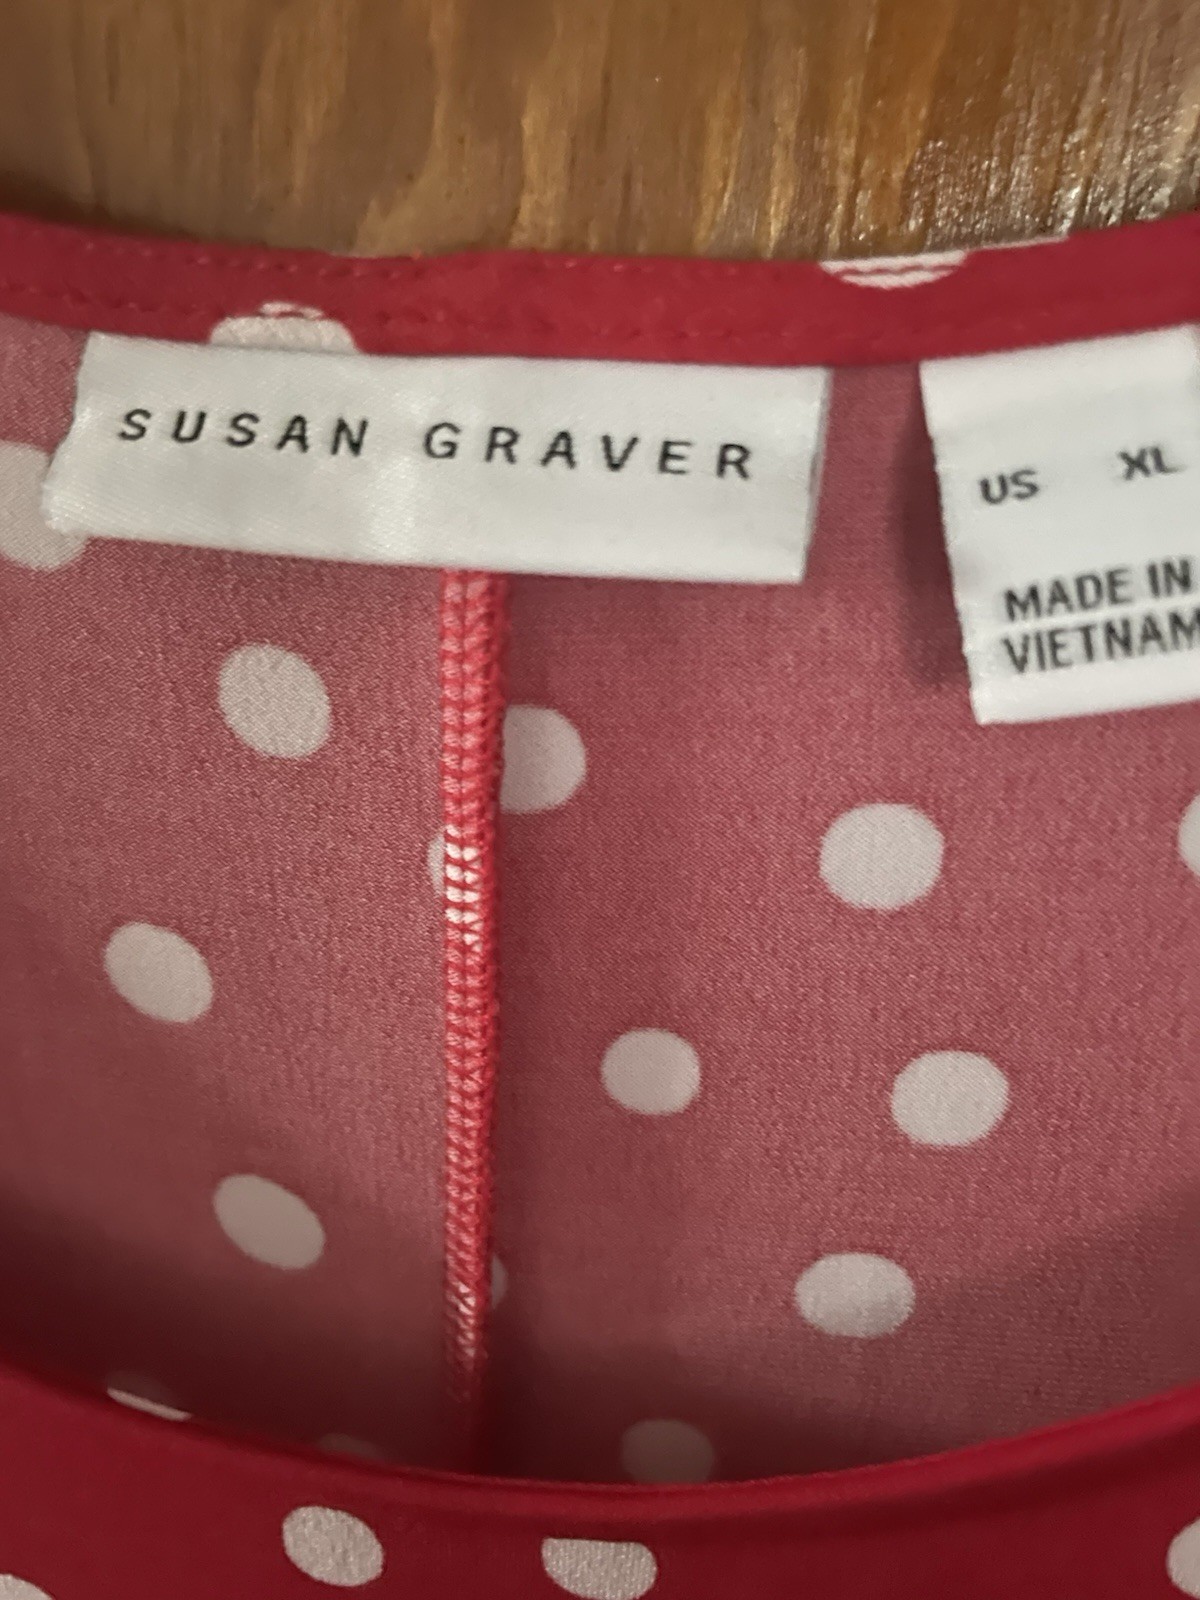 SUSAN GRAVER
US XL
MADE IN
VIETNAM